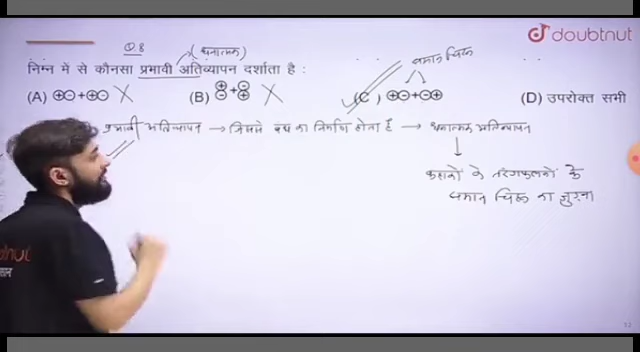 Q.8
(धनात्मक)
doubtnut
समान चिह्न
निम्न में से कौनसा प्रभावी अतिव्यापन दर्शाता है :
(A) ⊕⊖+⊕⊖ (B) ⊕⊖+⊖⊕ (C) ⊕⊖+⊖⊕ (D) उपरोक्त सभी
प्रभावी अतिव्यापन → जिससे बंध का निर्माण होता है → धनात्मक अतिव्यापन
कक्षकों के तरंगफलनों के
समान चिह्न का जुड़ना